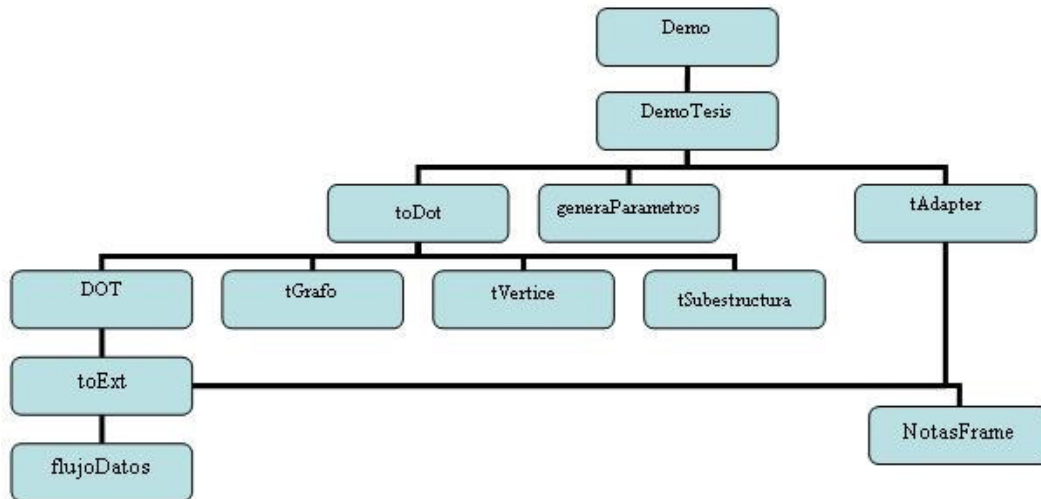 Demo
DemoTesis
toDot
generaParametros
tAdapter
DOT
tGrafo
tVertice
tSubestructura
toExt
NotasFrame
flujoDatos